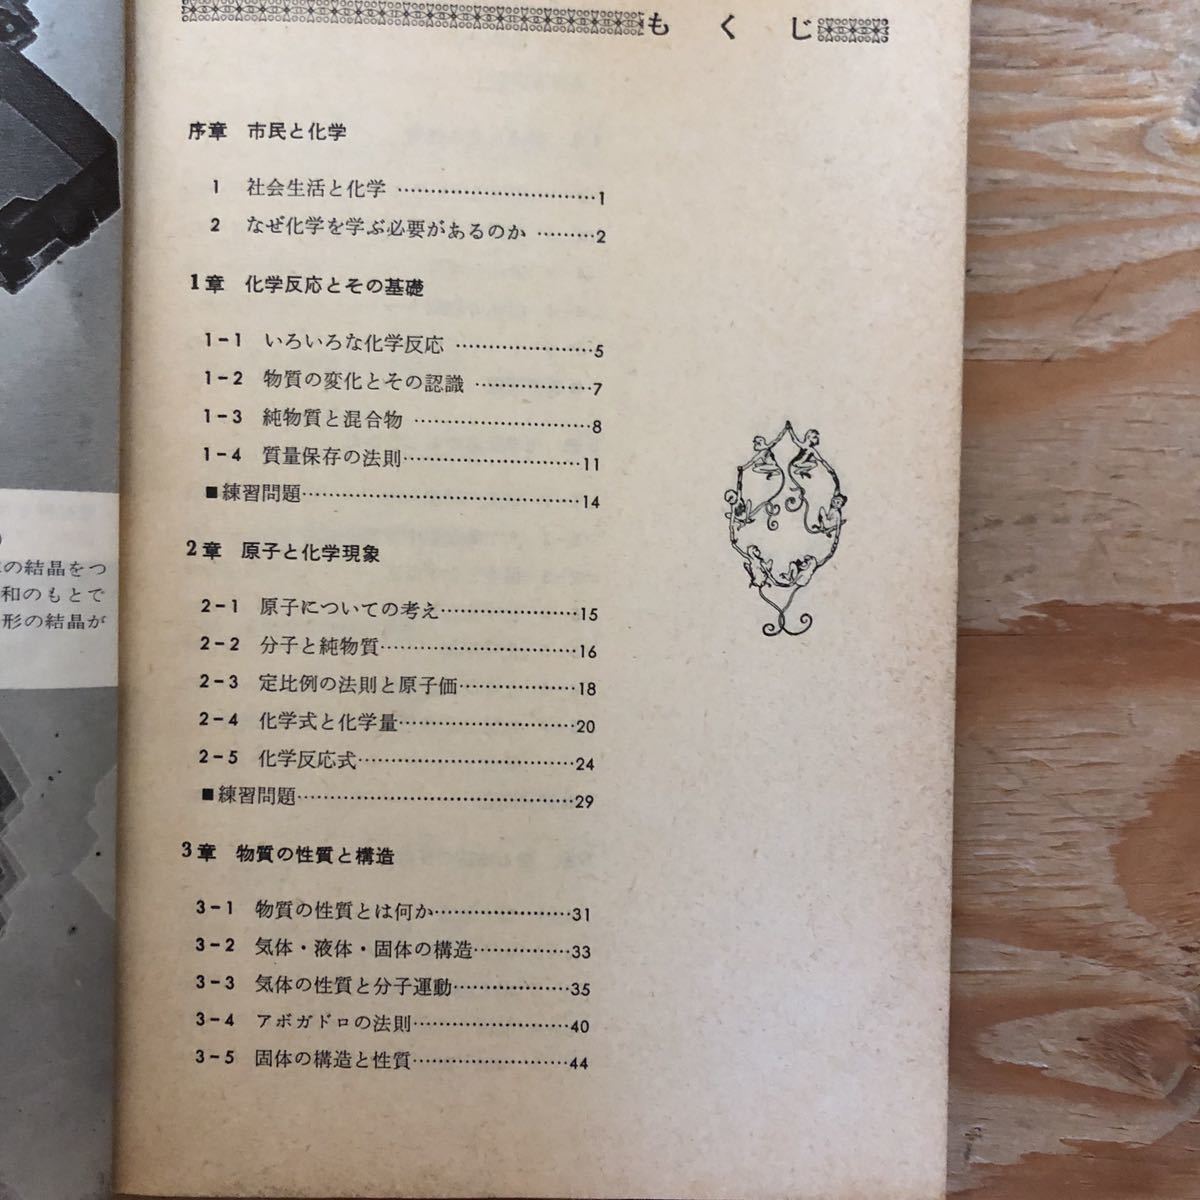 もくじ
序章 市民と化学
1 社会生活と化学 …………………………1
2 なぜ化学を学ぶ必要があるのか ………2
1章 化学反応とその基礎
1-1 いろいろな化学反応 …………………5
1-2 物質の変化とその認識 ………………7
1-3 純物質と混合物 ………………………8
1-4 質量保存の法則………………………11
■練習問題……………………………………14
2章 原子と化学現象
2-1 原子についての考え…………………15
2-2 分子と純物質…………………………16
2-3 定比例の法則と原子価………………18
2-4 化学式と化学量………………………20
2-5 化学反応式……………………………24
■練習問題……………………………………29
3章 物質の性質と構造
3-1 物質の性質とは何か…………………31
3-2 気体・液体・固体の構造……………33
3-3 気体の性質と分子運動………………35
3-4 アボガドロの法則……………………40
3-5 固体の構造と性質……………………44
の結晶をつ
和のもとで
形の結晶が